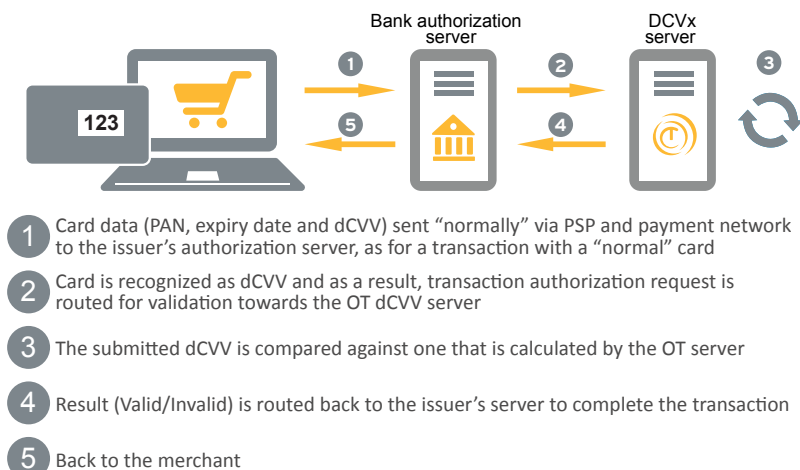 Bank authorization
server
DCVx
server
1
2
3
123
5
4
1 Card data (PAN, expiry date and dCVV) sent “normally” via PSP and payment network
to the issuer’s authorization server, as for a transaction with a “normal” card
2 Card is recognized as dCVV and as a result, transaction authorization request is
routed for validation towards the OT dCVV server
3 The submitted dCVV is compared against one that is calculated by the OT server
4 Result (Valid/Invalid) is routed back to the issuer’s server to complete the transaction
5 Back to the merchant